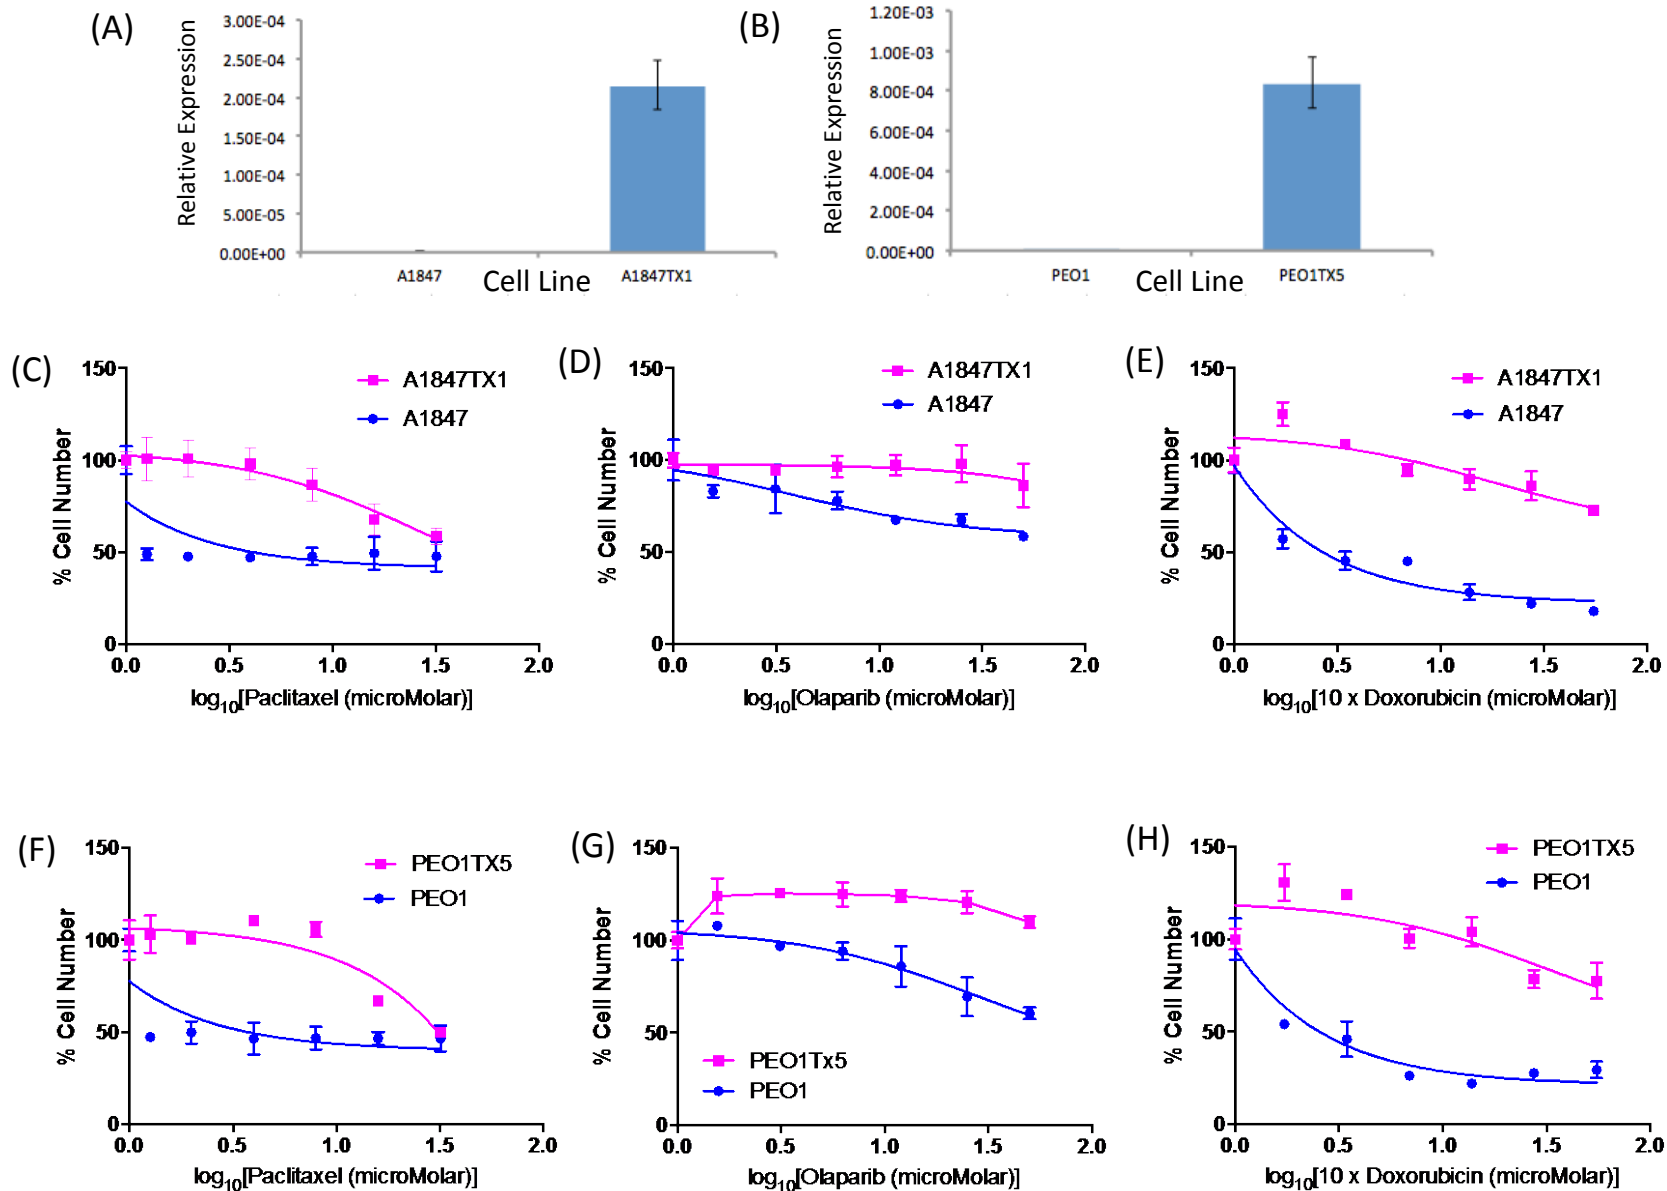 (A)
3.00E-04
2.50E-04
2.00E-04
1.50E-04
1.00E-04
5.00E-05
0.00E+00
Relative Expression
A1847
Cell Line
A1847TX1
(B)
1.20E-03
1.00E-03
8.00E-04
6.00E-04
4.00E-04
2.00E-04
0.00E+00
Relative Expression
PEO1
Cell Line
PEO1TX5
(C)
150
100
50
0
% Cell Number
A1847TX1
A1847
0.0 0.5 1.0 1.5 2.0
log10[Paclitaxel (microMolar)]
(D)
150
100
50
0
% Cell Number
A1847TX1
A1847
0.0 0.5 1.0 1.5 2.0
log10[Olaparib (microMolar)]
(E)
150
100
50
0
% Cell Number
A1847TX1
A1847
0.0 0.5 1.0 1.5 2.0
log10[10 x Doxorubicin (microMolar)]
(F)
150
100
50
0
% Cell Number
PEO1TX5
PEO1
0.0 0.5 1.0 1.5 2.0
log10[Paclitaxel (microMolar)]
(G)
150
100
50
0
% Cell Number
PEO1Tx5
PEO1
0.0 0.5 1.0 1.5 2.0
log10[Olaparib (microMolar)]
(H)
150
100
50
0
% Cell Number
PEO1TX5
PEO1
0.0 0.5 1.0 1.5 2.0
log10[10 x Doxorubicin (microMolar)]